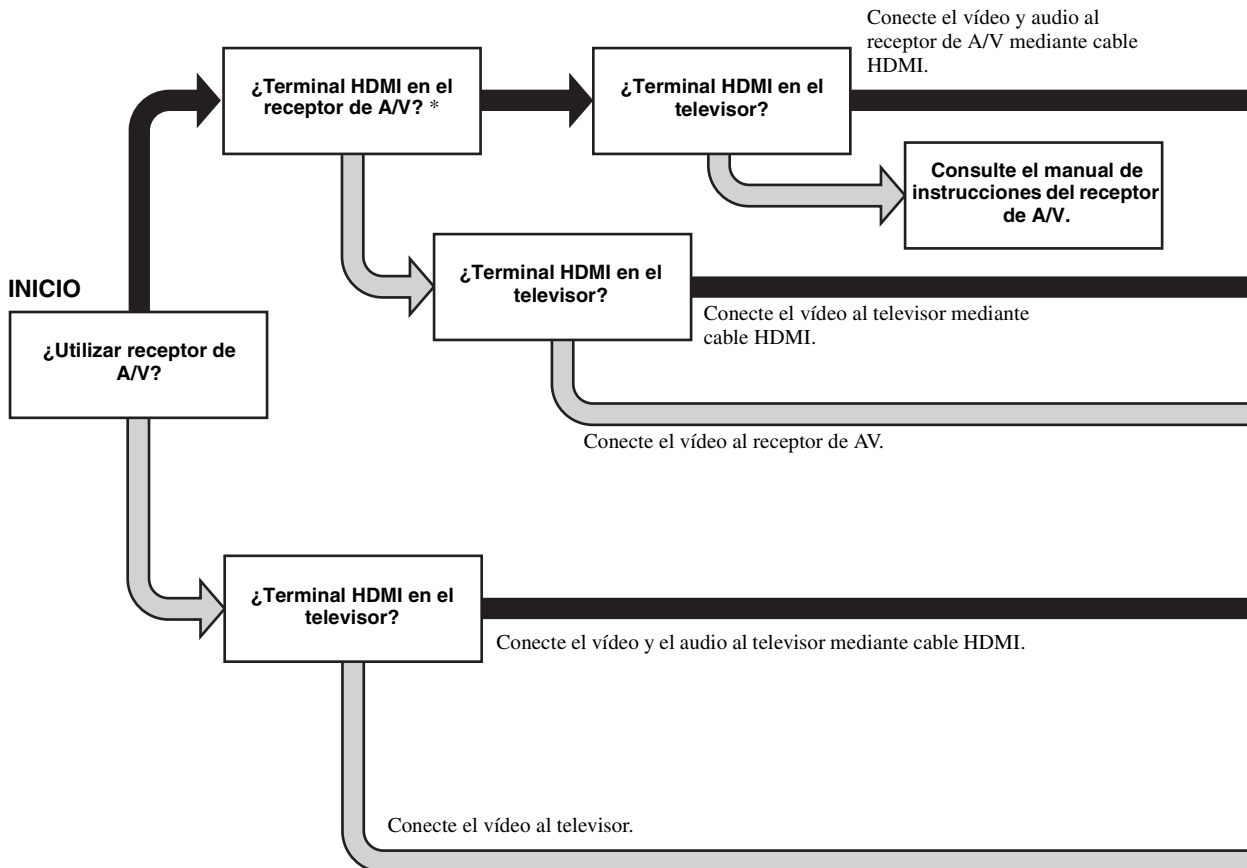 Conecte el vídeo y audio al
receptor de A/V mediante cable
HDMI.
¿Terminal HDMI en el
receptor de A/V? *
¿Terminal HDMI en el
televisor?
Consulte el manual de
instrucciones del receptor
de A/V.
¿Terminal HDMI en el
televisor?
INICIO
Conecte el vídeo al televisor mediante
cable HDMI.
¿Utilizar receptor de
A/V?
Conecte el vídeo al receptor de AV.
¿Terminal HDMI en el
televisor?
Conecte el vídeo y el audio al televisor mediante cable HDMI.
Conecte el vídeo al televisor.